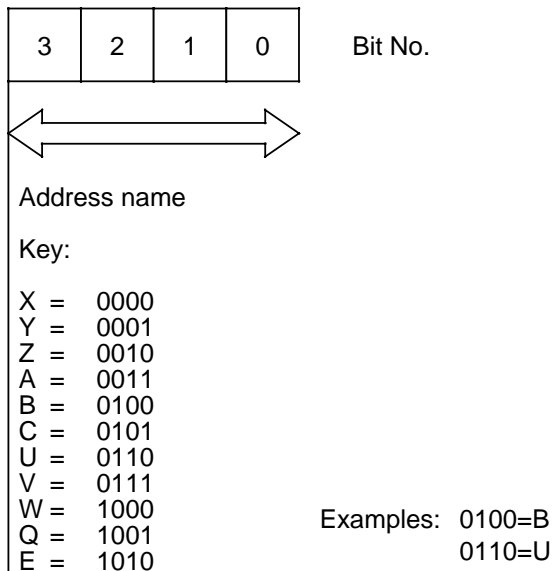 3 2 1 0 Bit No.
Address name
Key:
X = 0000
Y = 0001
Z = 0010
A = 0011
B = 0100
C = 0101
U = 0110
V = 0111
W = 1000
Q = 1001 Examples: 0100=B
E = 1010 0110=U